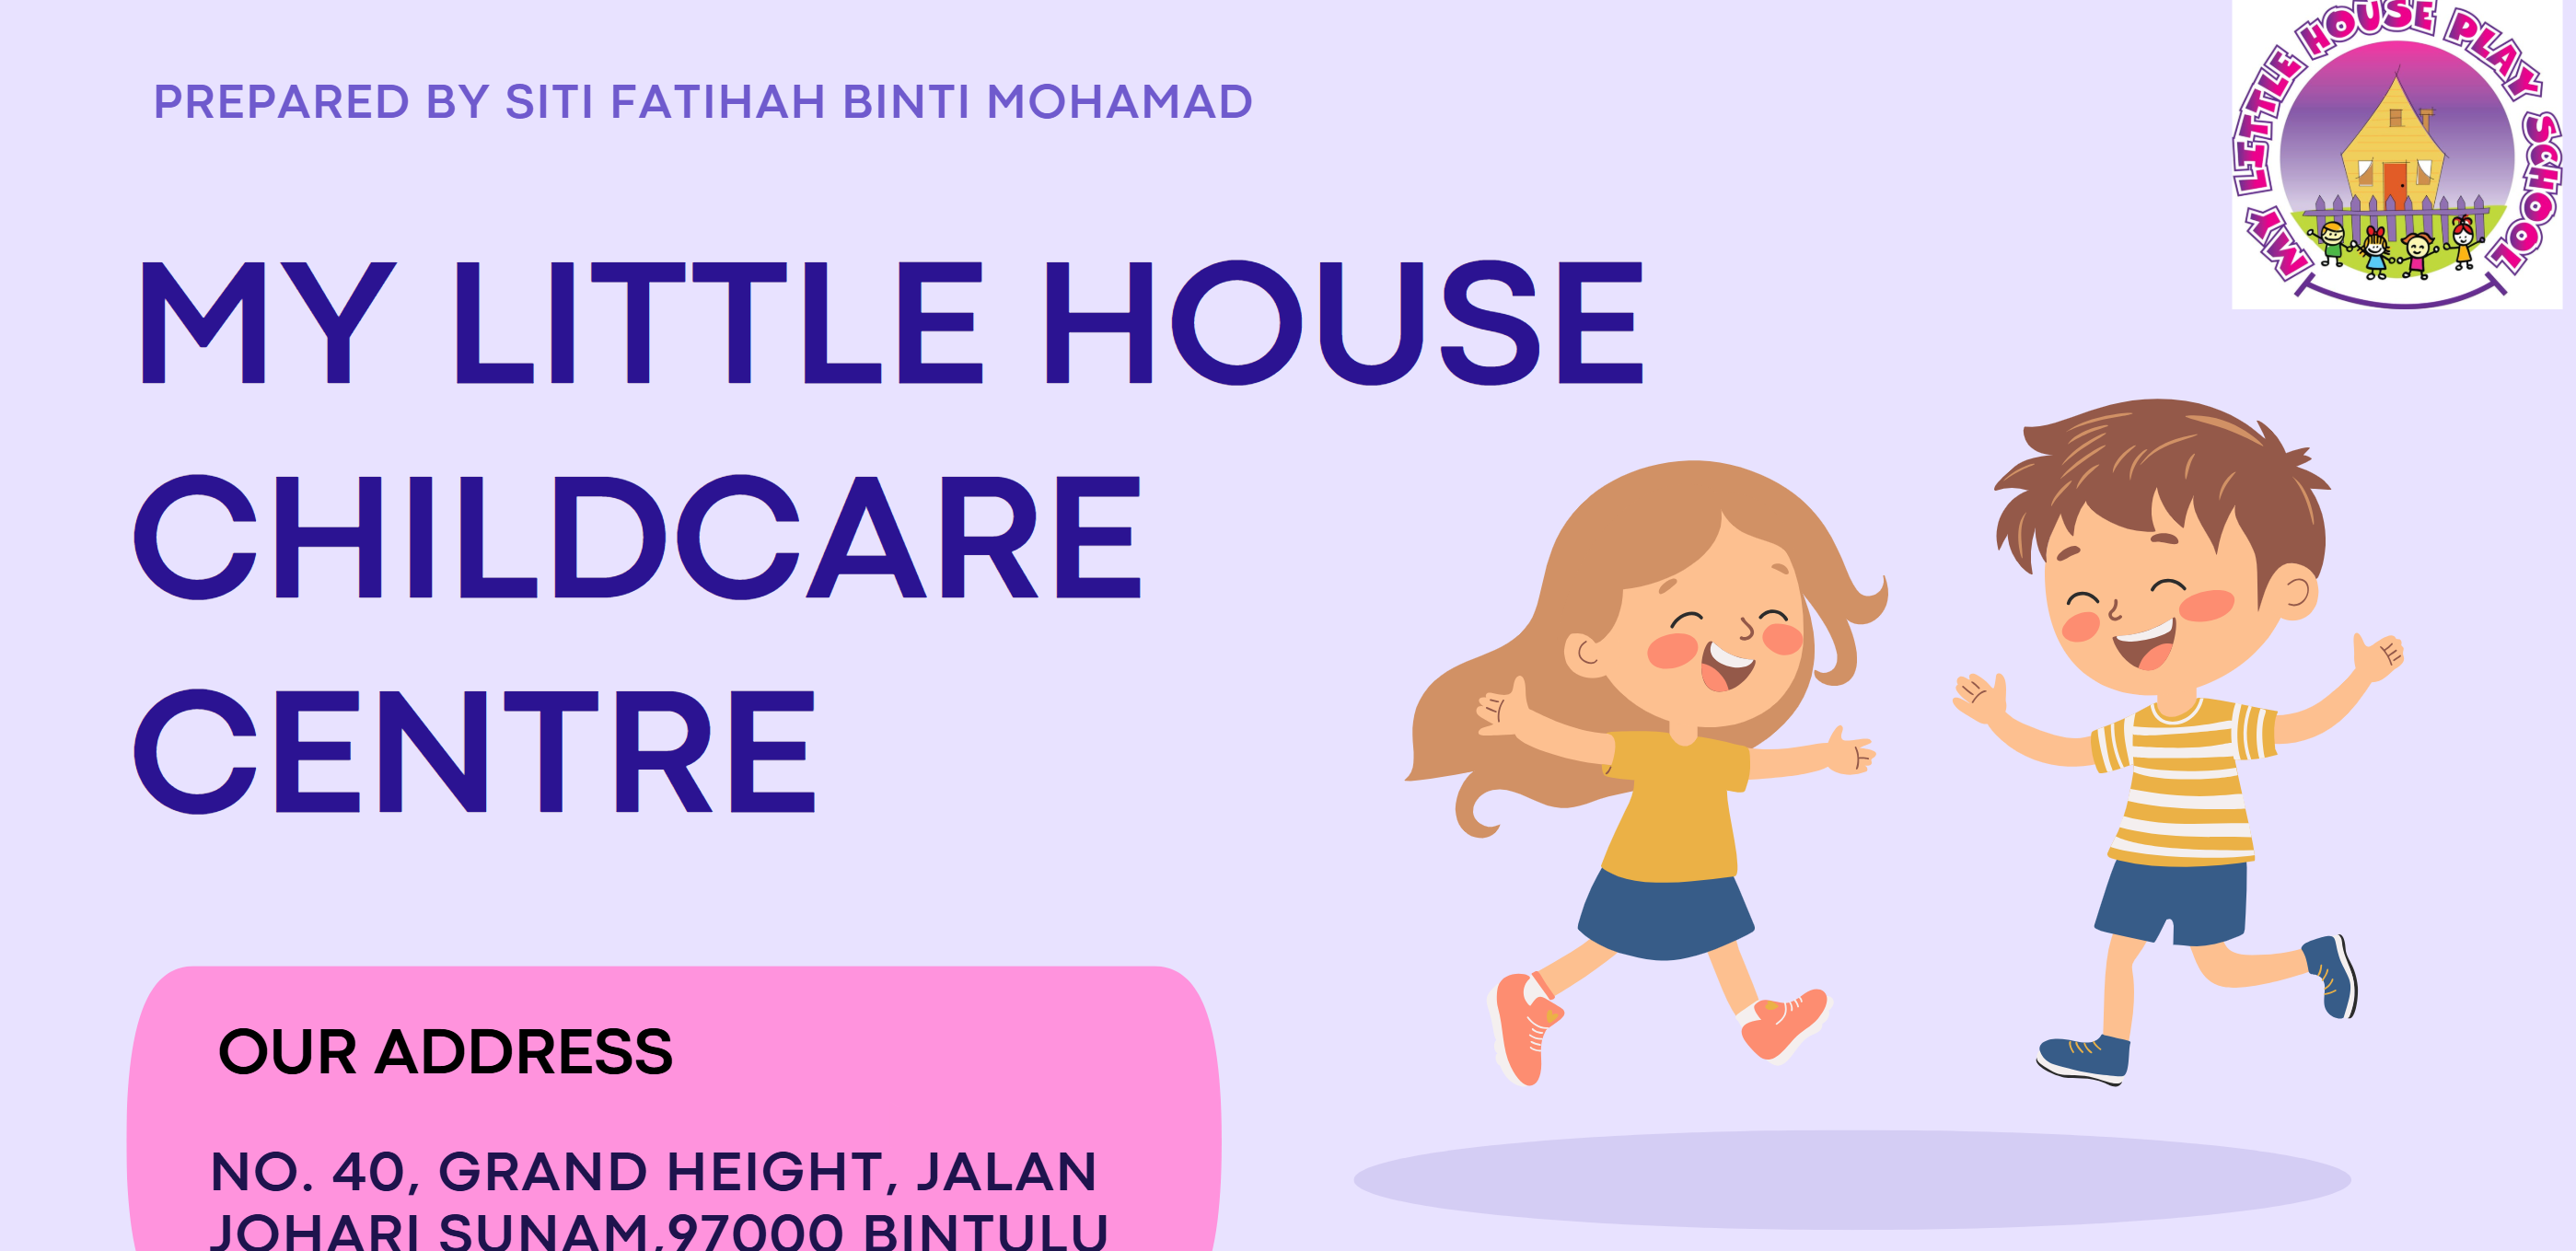 PREPARED BY SITI FATIHAH BINTI MOHAMAD
MY LITTLE HOUSE PLAY SCHOOL
MY LITTLE HOUSE
CHILDCARE
CENTRE
OUR ADDRESS
NO. 40, GRAND HEIGHT, JALAN
JOHARI SUNAM,97000 BINTULU